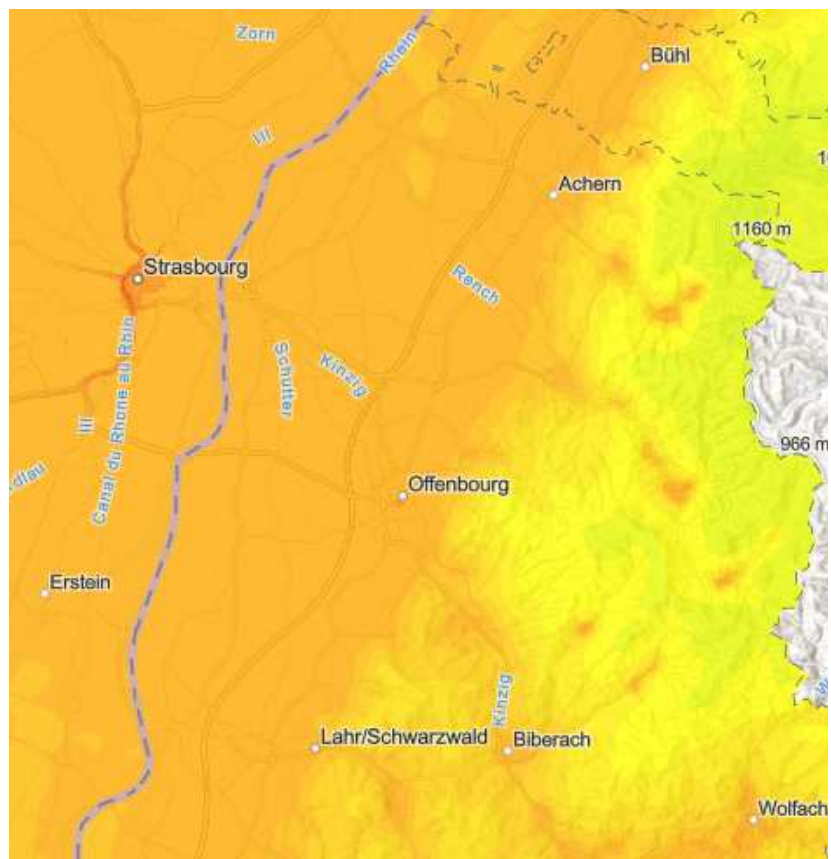 Zorn
Rhein
Bühl
Ill
Achern
1160 m
Strasbourg
Rench
Canal du Rhone au Rhin
Schutter
Kinzig
Ill
966 m
Offenbourg
Erstein
Kinzig
Lahr/Schwarzwald
Biberach
Wolfach